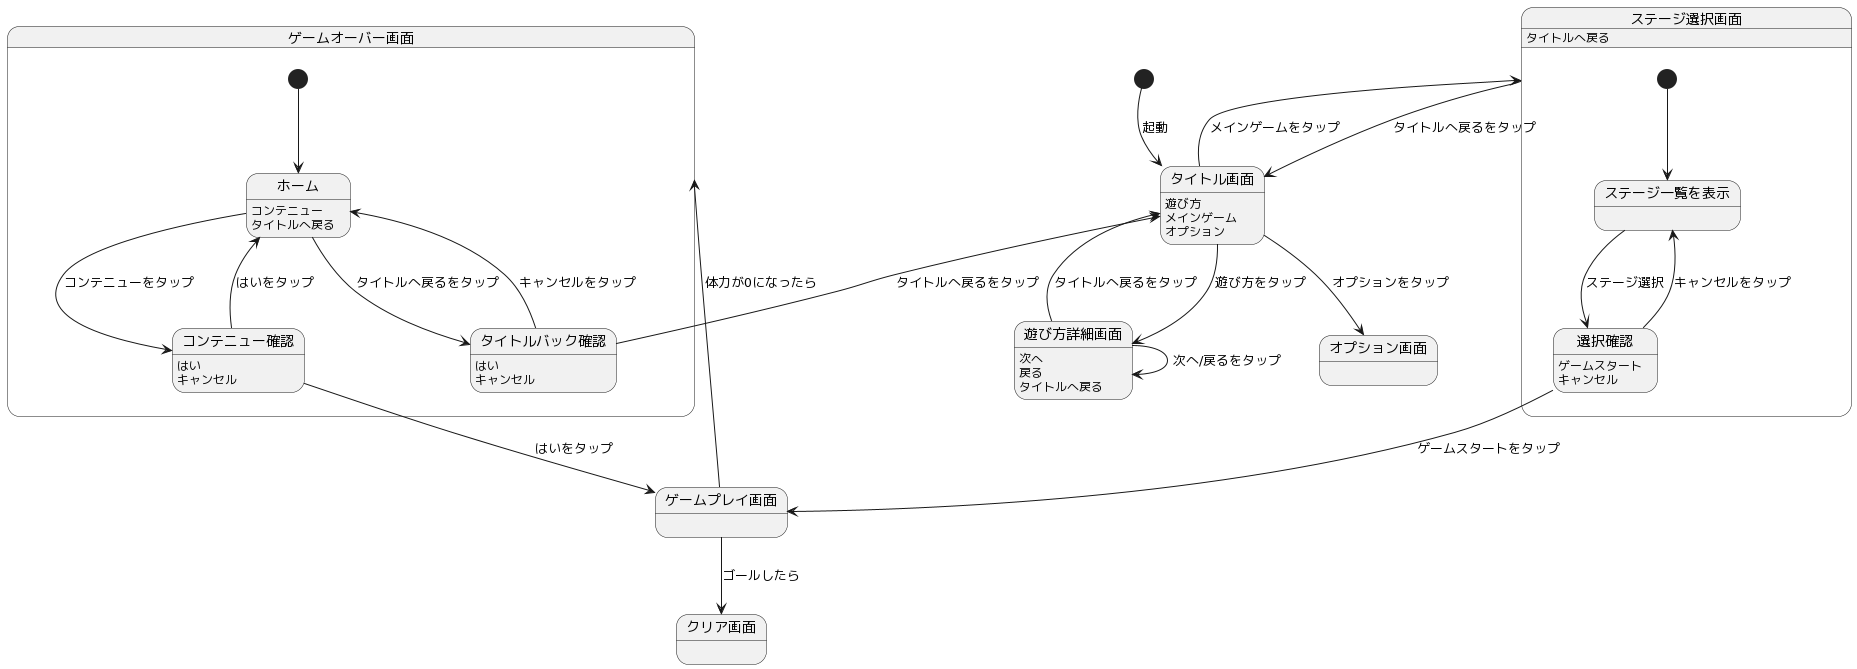 ゲームオーバー画面
ホーム
コンテニュー
タイトルへ戻る
コンテニューをタップ
はいをタップ
タイトルへ戻るをタップ
キャンセルをタップ
コンテニュー確認
はい
キャンセル
タイトルバック確認
はい
キャンセル
起動
メインゲームをタップ
タイトルへ戻るをタップ
タイトル画面
遊び方
メインゲーム
オプション
体力が0になったら
タイトルへ戻るをタップ
タイトルへ戻るをタップ
遊び方をタップ
オプションをタップ
遊び方詳細画面
次へ
戻る
タイトルへ戻る
次へ/戻るをタップ
オプション画面
ステージ選択画面
タイトルへ戻る
ステージ一覧を表示
ステージ選択
キャンセルをタップ
選択確認
ゲームスタート
キャンセル
はいをタップ
ゲームスタートをタップ
ゲームプレイ画面
ゴールしたら
クリア画面